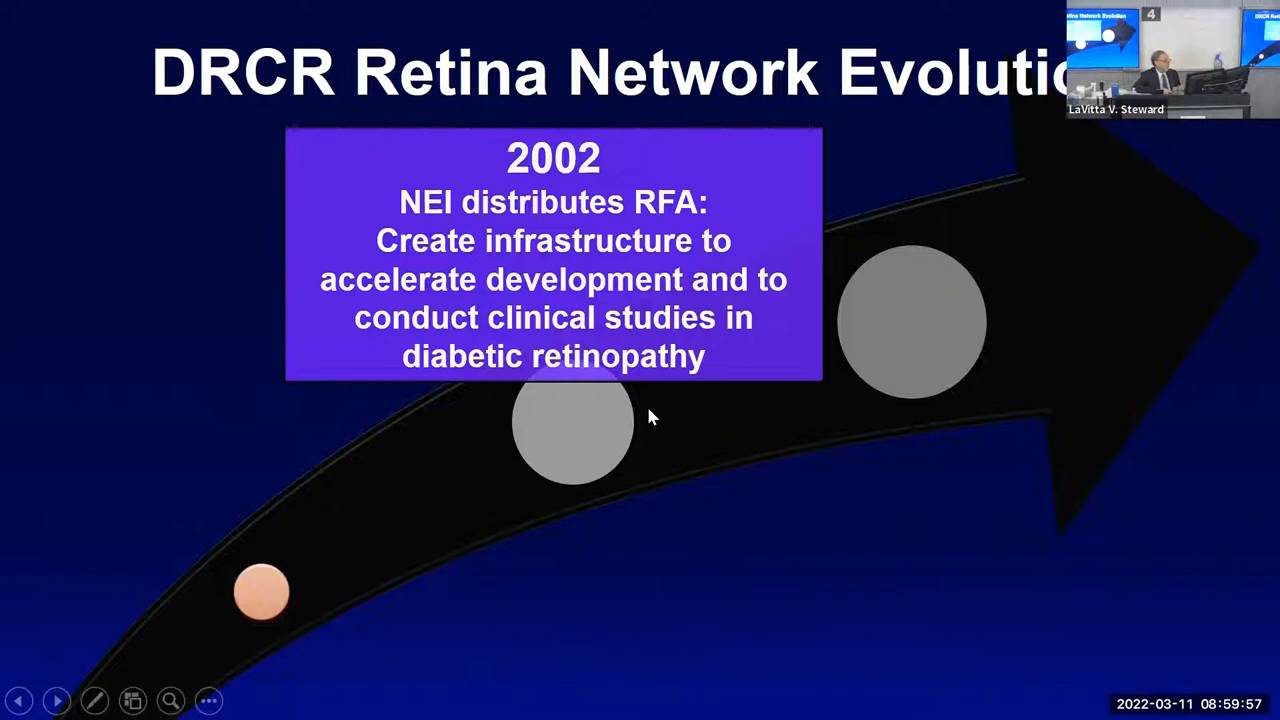 DRCR Retina Network Evolutio
2002
NEI distributes RFA:
Create infrastructure to
accelerate development and to
conduct clinical studies in
diabetic retinopathy
4
LaVitta V. Steward
2022-03-11 08:59:57